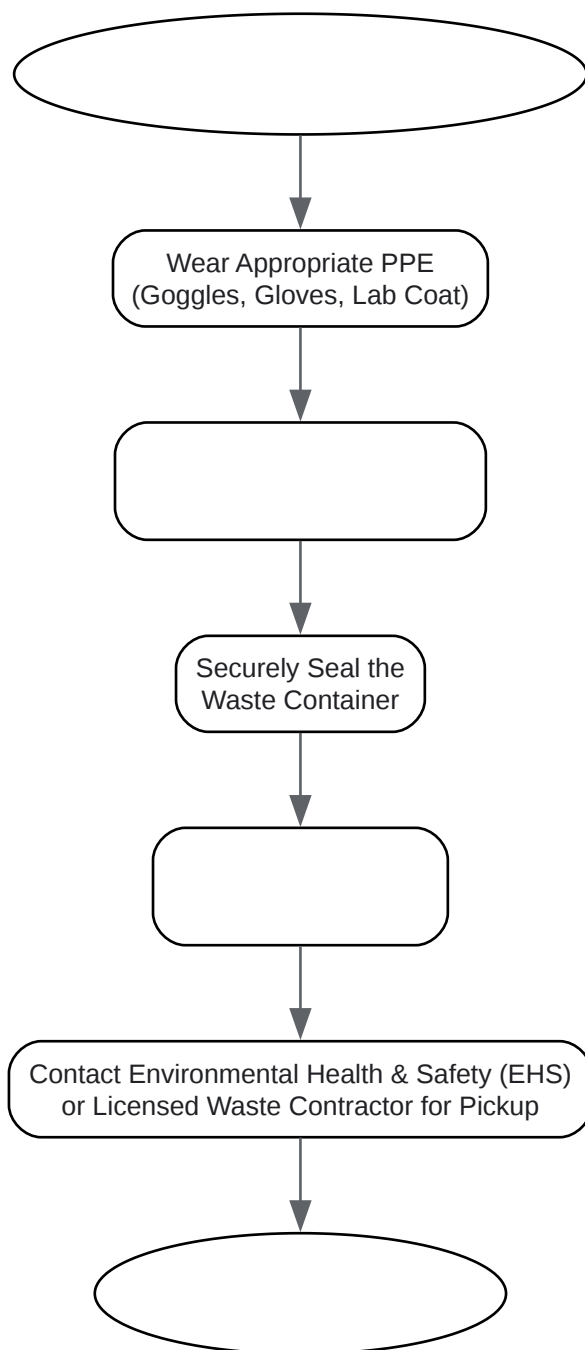 Wear Appropriate PPE
(Goggles, Gloves, Lab Coat)
Securely Seal the
Waste Container
Contact Environmental Health & Safety (EHS)
or Licensed Waste Contractor for Pickup